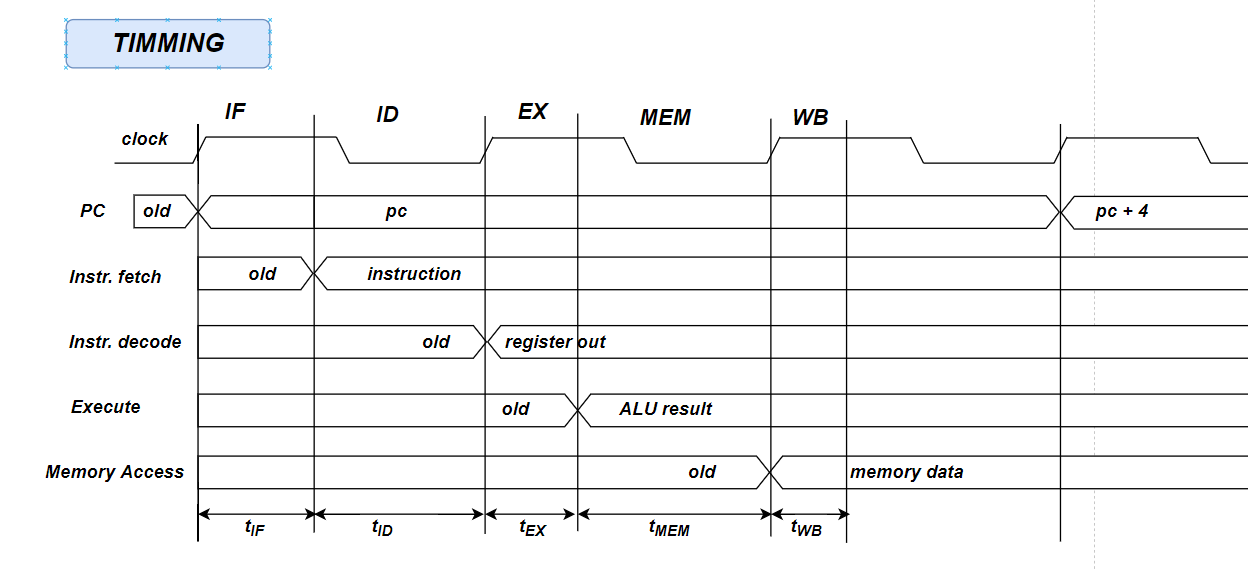 TIMMING
IF ID EX MEM WB
clock
PC old pc pc + 4
Instr. fetch old instruction
Instr. decode old register out
Execute old ALU result
Memory Access old memory data
tIF tID tEX tMEM tWB